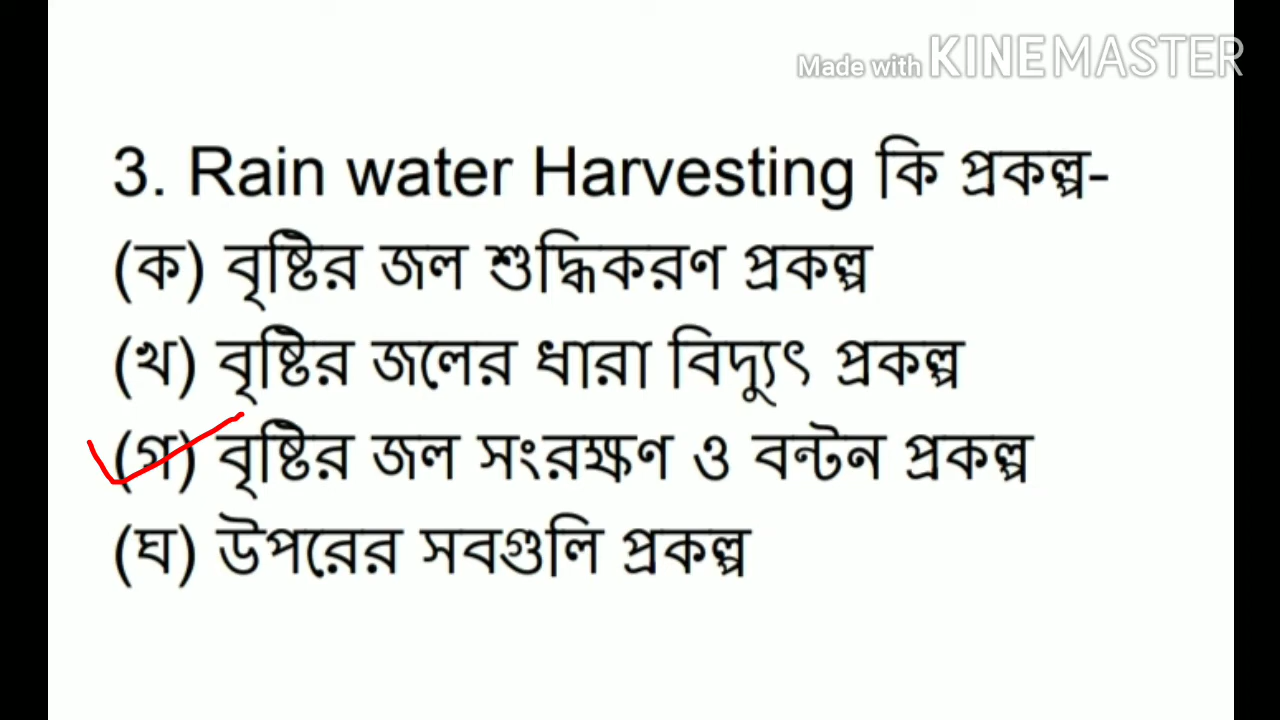 Made with KINEMASTER
3. Rain water Harvesting কি প্রকল্প-
(ক) বৃষ্টির জল শুদ্ধিকরণ প্রকল্প
(খ) বৃষ্টির জলের ধারা বিদ্যুৎ প্রকল্প
(গ) বৃষ্টির জল সংরক্ষণ ও বন্টন প্রকল্প
(ঘ) উপরের সবগুলি প্রকল্প